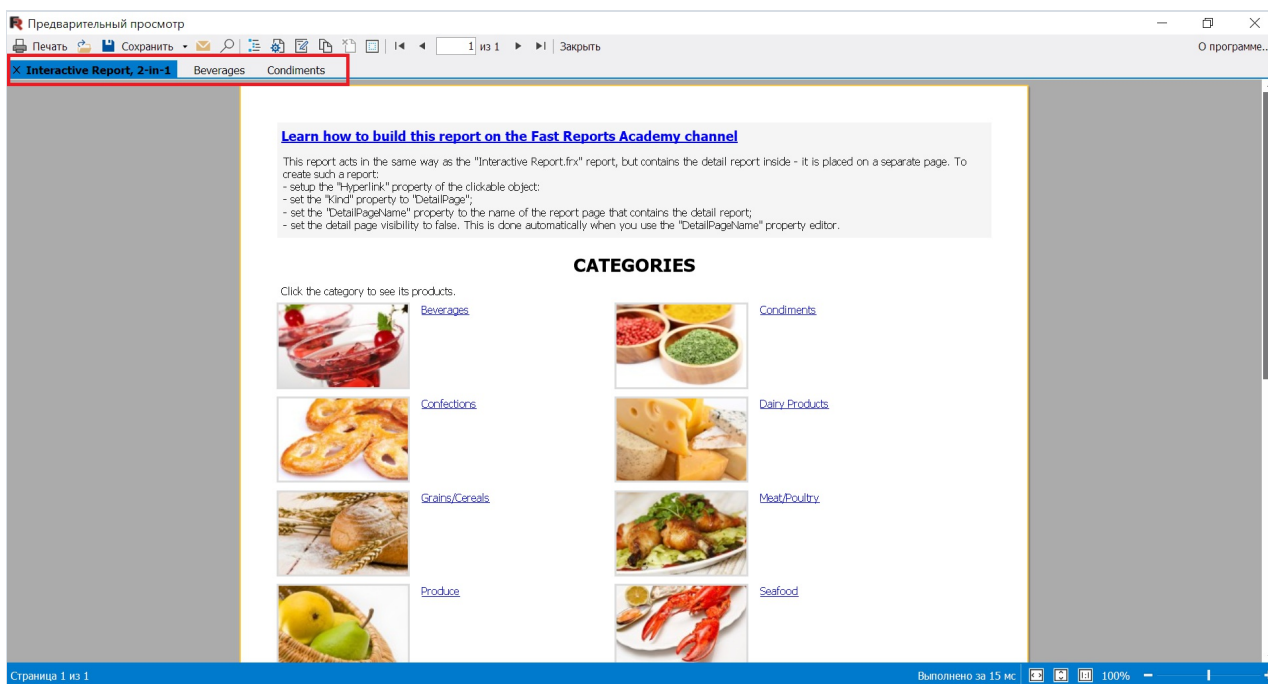 Предварительный просмотр
Печать Сохранить 1 из 1 Закрыть О программе..
Interactive Report, 2-in-1 Beverages Condiments
Learn how to build this report on the Fast Reports Academy channel
This report acts in the same way as the "Interactive Report.frx" report, but contains the detail report inside - it is placed on a separate page. To
create such a report:
- setup the "Hyperlink" property of the clickable object:
- set the "Kind" property to "DetailPage";
- set the "DetailPageName" property to the name of the report page that contains the detail report;
- set the detail page visibility to false. This is done automatically when you use the "DetailPageName" property editor.
CATEGORIES
Click the category to see its products.
Beverages Condiments
Confections Dairy Products
Grains/Cereals Meat/Poultry
Produce Seafood
Страница 1 из 1 Выполнено за 15 мс 1:1 100%